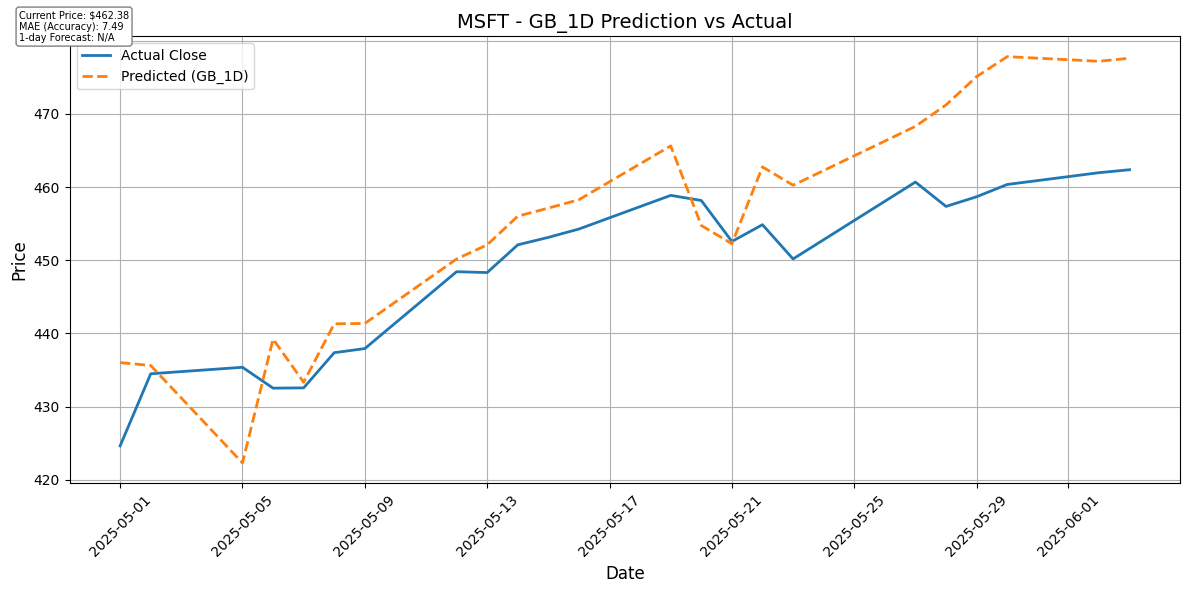 MSFT - GB_1D Prediction vs Actual
Current Price: $462.38
MAE (Accuracy): 7.49
1-day Forecast: N/A
Actual Close
Predicted (GB_1D)
Price
470
460
450
440
430
420
2025-05-01
2025-05-05
2025-05-09
2025-05-13
2025-05-17
2025-05-21
2025-05-25
2025-05-29
2025-06-01
Date